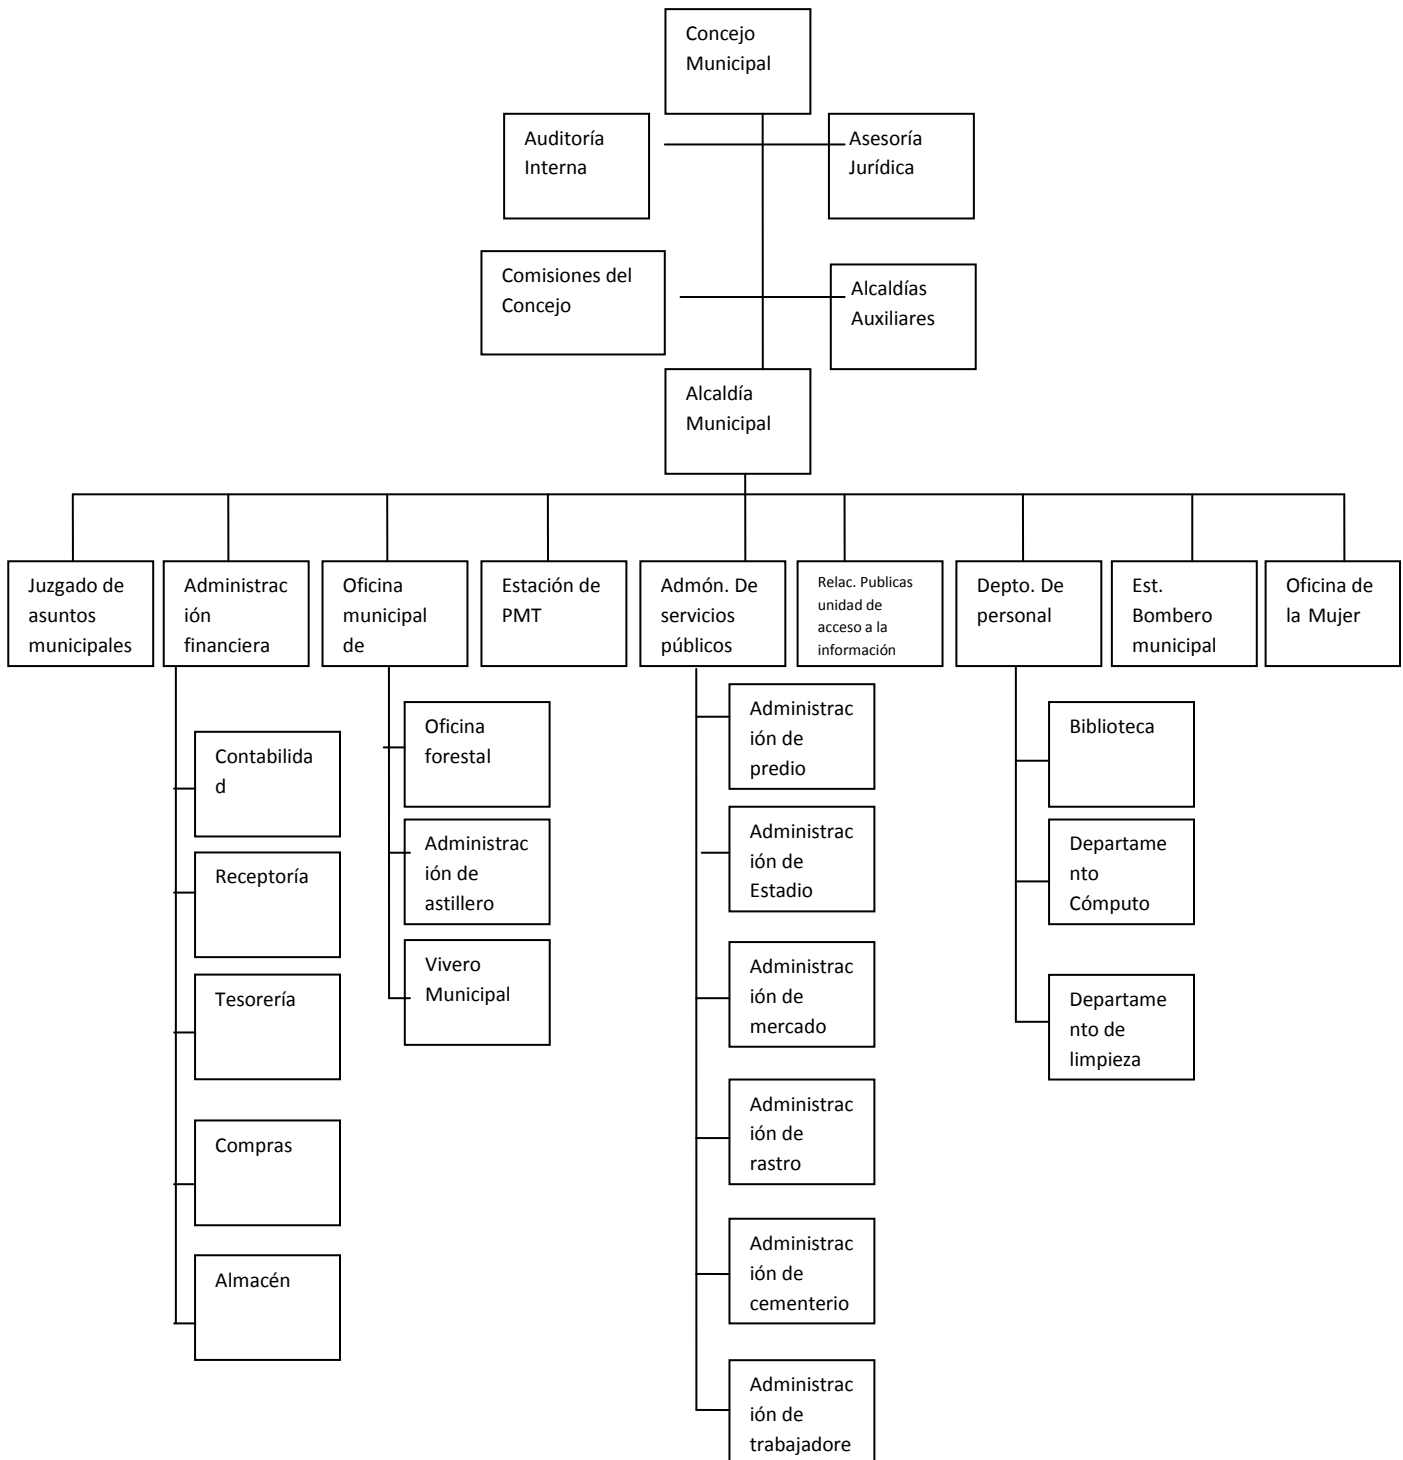 Concejo
Municipal
Auditoría
Interna
Asesoría
Jurídica
Comisiones del
Concejo
Alcaldías
Auxiliares
Alcaldía
Municipal
Juzgado de
asuntos
municipales
Administrac
ión
financiera
Oficina
municipal
de
Estación de
PMT
Admón. De
servicios
públicos
Relac. Publicas
unidad de
acceso a la
información
Depto. De
personal
Est.
Bombero
municipal
Oficina de
la Mujer
Contabilida
d
Receptoría
Tesorería
Compras
Almacén
Oficina
forestal
Administrac
ión de
astillero
Vivero
Municipal
Administrac
ión de
predio
Administrac
ión de
Estadio
Administrac
ión de
mercado
Administrac
ión de
rastro
Administrac
ión de
cementerio
Administrac
ión de
trabajadore
Biblioteca
Departame
nto
Cómputo
Departame
nto de
limpieza